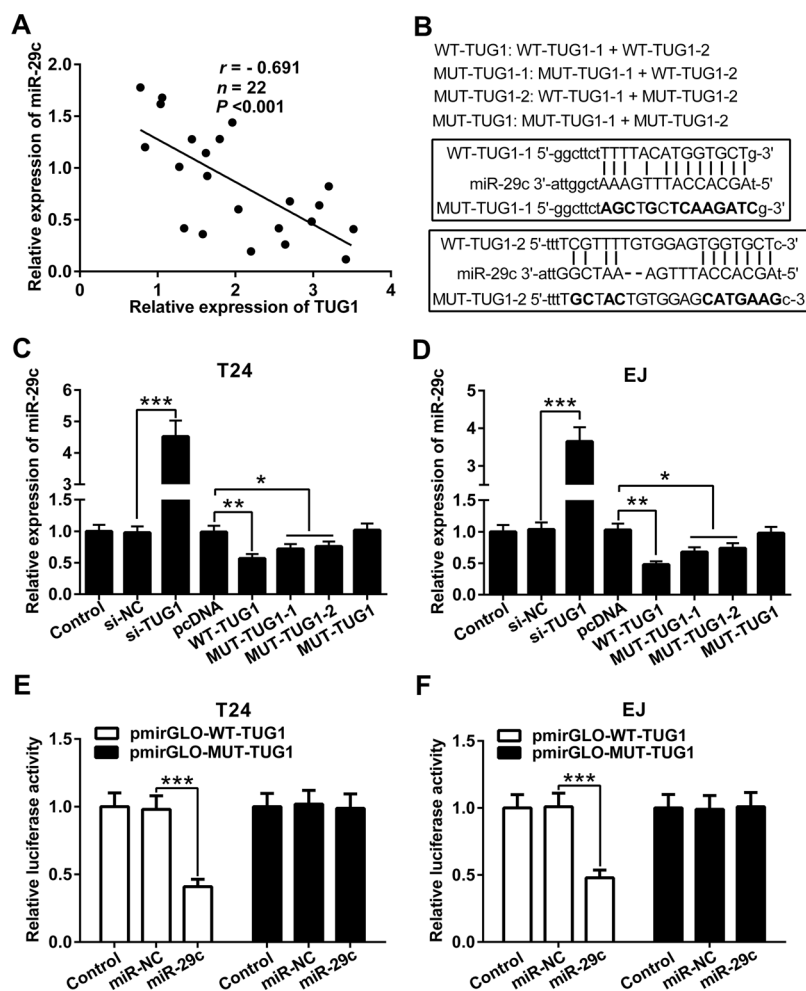 A
Relative expression of miR-29c
2.0
1.5
1.0
0.5
0.0
r = - 0.691
n = 22
P <0.001
0
1
2
3
4
Relative expression of TUG1
B
WT-TUG1: WT-TUG1-1 + WT-TUG1-2
MUT-TUG1-1: MUT-TUG1-1 + WT-TUG1-2
MUT-TUG1-2: WT-TUG1-1 + MUT-TUG1-2
MUT-TUG1: MUT-TUG1-1 + MUT-TUG1-2
WT-TUG1-1 5'-ggcttctTTTTACATGGTGCTg-3'
miR-29c 3'-attggctAAAGTTTACCACGAt-5'
MUT-TUG1-1 5'-ggcttctAGCTGCTCAAGATCg-3'
WT-TUG1-2 5'-tttTCGTTTTGTGGAGTGGTGCTc-3'
miR-29c 3'-attGGCTAA--AGTTTACCACGAt-5'
MUT-TUG1-2 5'-tttTGCTACTGTGGAGCATGAAGc-3'
C
T24
Relative expression of miR-29c
6
5
4
3
1.5
1.0
0.5
0.0
***
**
*
Control
si-NC
si-TUG1
pcDNA
WT-TUG1
MUT-TUG1-1
MUT-TUG1-2
MUT-TUG1
D
EJ
Relative expression of miR-29c
5
4
3
1.5
1.0
0.5
0.0
***
**
*
Control
si-NC
si-TUG1
pcDNA
WT-TUG1
MUT-TUG1-1
MUT-TUG1-2
MUT-TUG1
E
T24
Relative luciferase activity
1.5
1.0
0.5
0.0
pmirGLO-WT-TUG1
pmirGLO-MUT-TUG1
***
Control
miR-NC
miR-29c
Control
miR-NC
miR-29c
F
EJ
Relative luciferase activity
1.5
1.0
0.5
0.0
pmirGLO-WT-TUG1
pmirGLO-MUT-TUG1
***
Control
miR-NC
miR-29c
Control
miR-NC
miR-29c